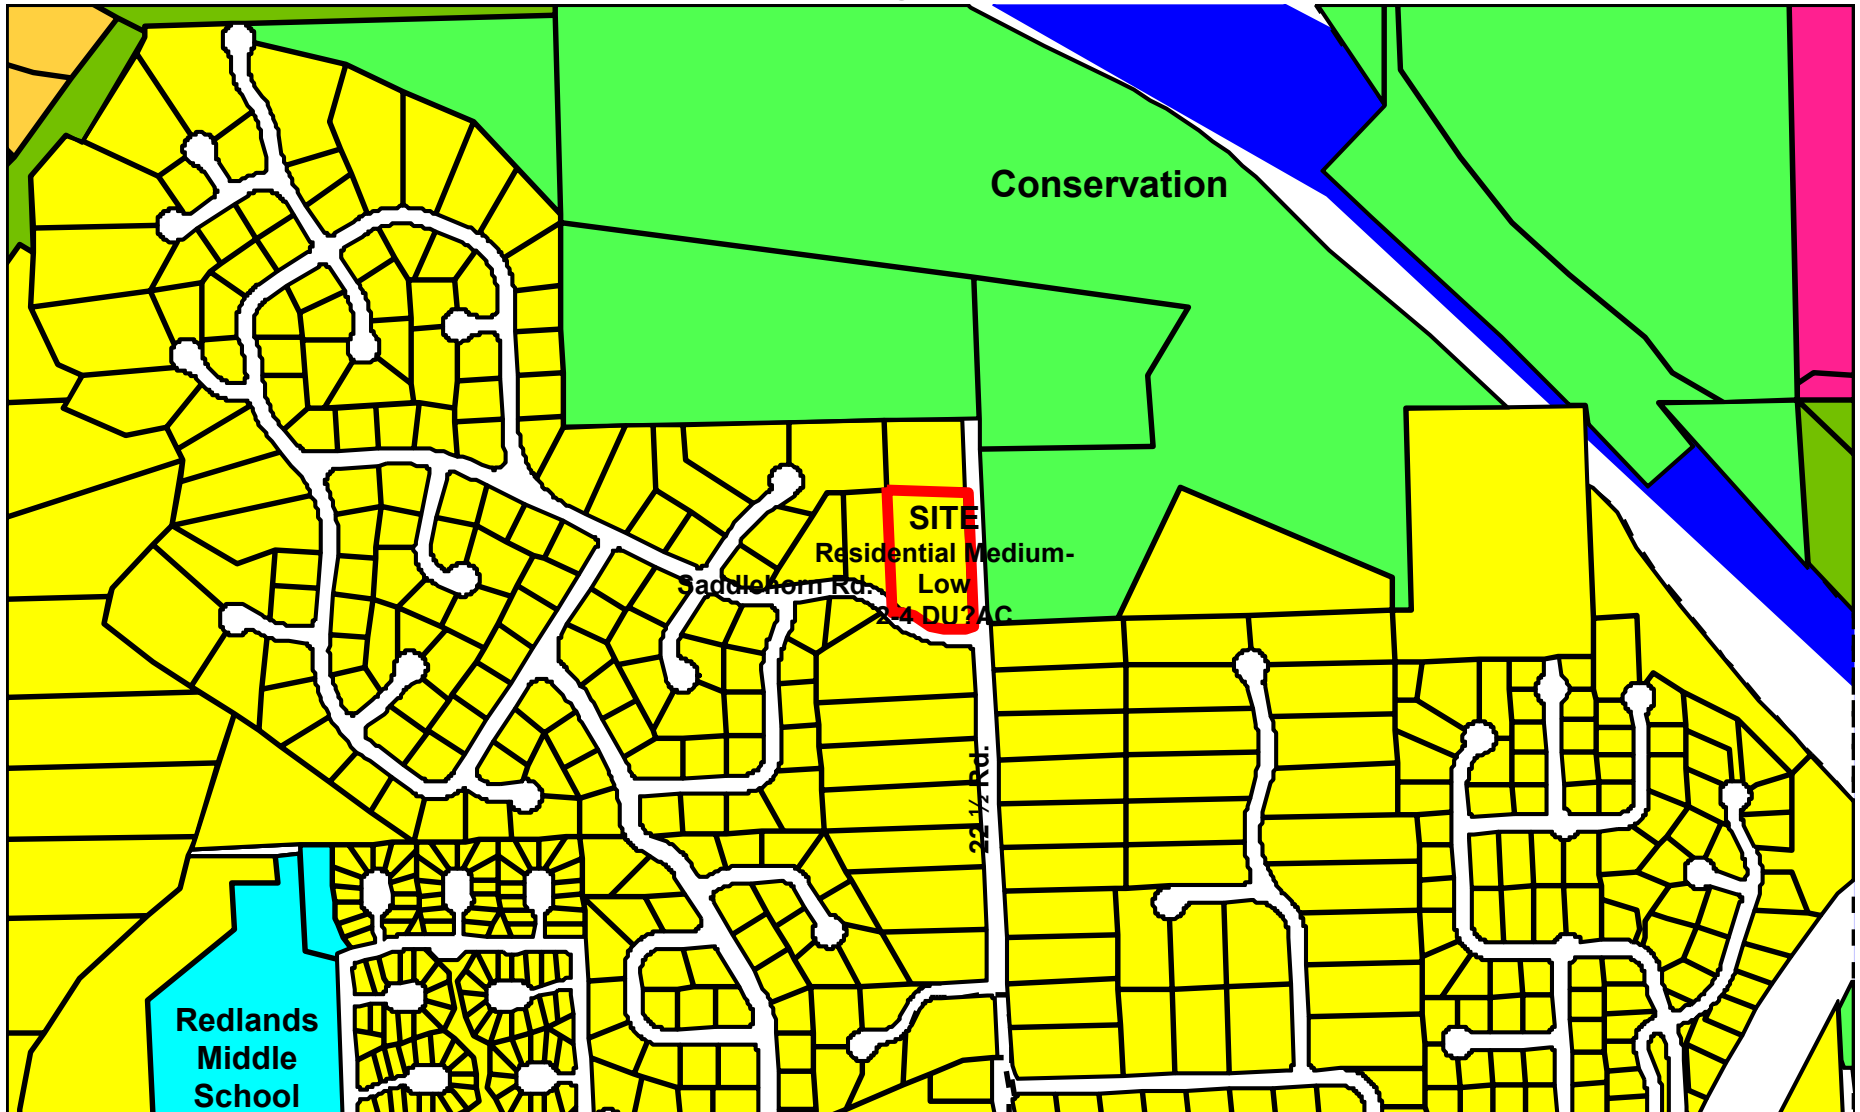 Conservation
SITE
Residential Medium-
Low
2-4 DU?AC
Saddlehorn Rd.
22 ½ Rd.
Redlands
Middle
School